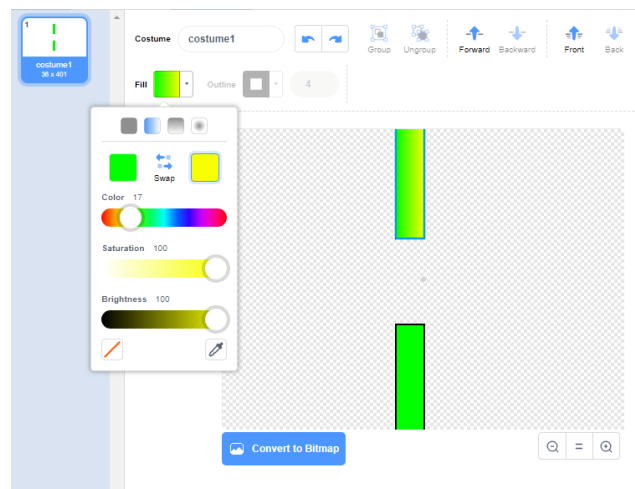 1
costume1
36 x 401
Costume costume1
Group Ungroup Forward Backward Front Back
Fill Outline 4
Swap
Color 17
Saturation 100
Brightness 100
Convert to Bitmap